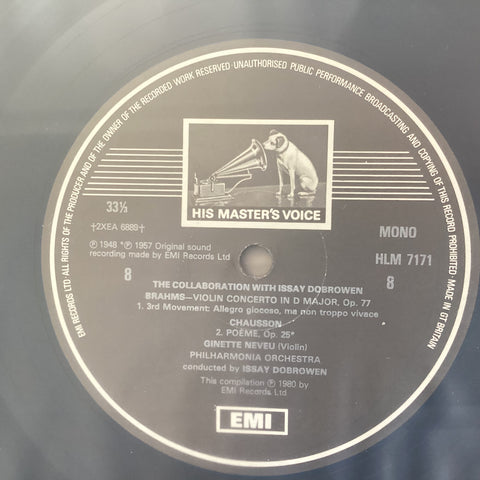 EMI RECORDS LTD ALL RIGHTS OF THE PRODUCER AND OF THE OWNER OF THE RECORDED WORK RESERVED · UNAUTHORISED PUBLIC PERFORMANCE BROADCASTING AND COPYING OF THIS RECORD PROHIBITED · MADE IN GT BRITAIN
HIS MASTER'S VOICE
33⅓
†2XEA 6889†
MONO
℗ 1948 *℗ 1957 Original sound
recording made by EMI Records Ltd
HLM 7171
8
8
THE COLLABORATION WITH ISSAY DOBROWEN
BRAHMS—VIOLIN CONCERTO IN D MAJOR, Op. 77
1. 3rd Movement: Allegro giocoso, ma non troppo vivace
CHAUSSON
2. POÈME, Op. 25*
GINETTE NEVEU (Violin)
PHILHARMONIA ORCHESTRA
conducted by ISSAY DOBROWEN
This compilation ℗ 1980 by
EMI Records Ltd
EMI